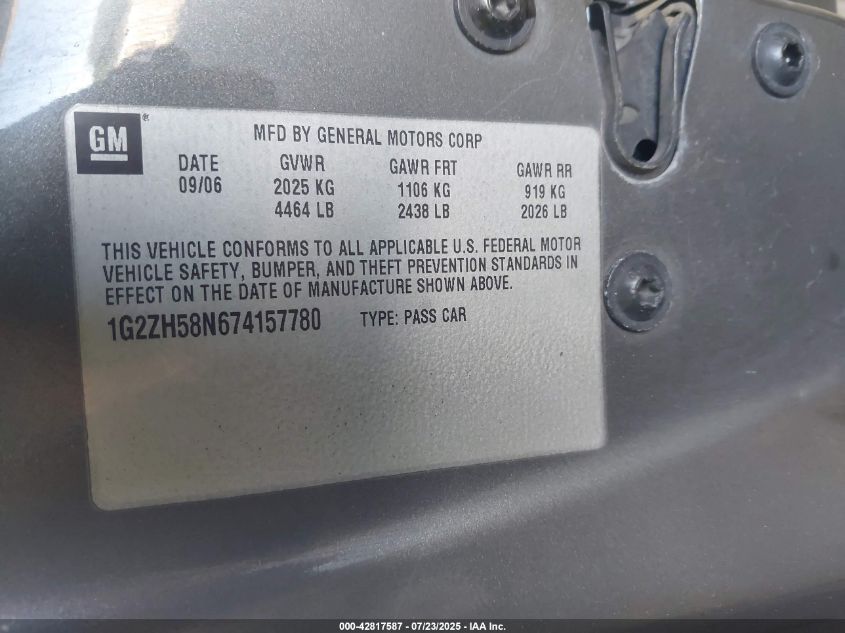 GM®
MFD BY GENERAL MOTORS CORP
DATE GVWR GAWR FRT GAWR RR
09/06 2025 KG 1106 KG 919 KG
4464 LB 2438 LB 2026 LB
THIS VEHICLE CONFORMS TO ALL APPLICABLE U.S. FEDERAL MOTOR
VEHICLE SAFETY, BUMPER, AND THEFT PREVENTION STANDARDS IN
EFFECT ON THE DATE OF MANUFACTURE SHOWN ABOVE.
1G2ZH58N674157780 TYPE: PASS CAR
000-42817587 - 07/23/2025 - IAA Inc.